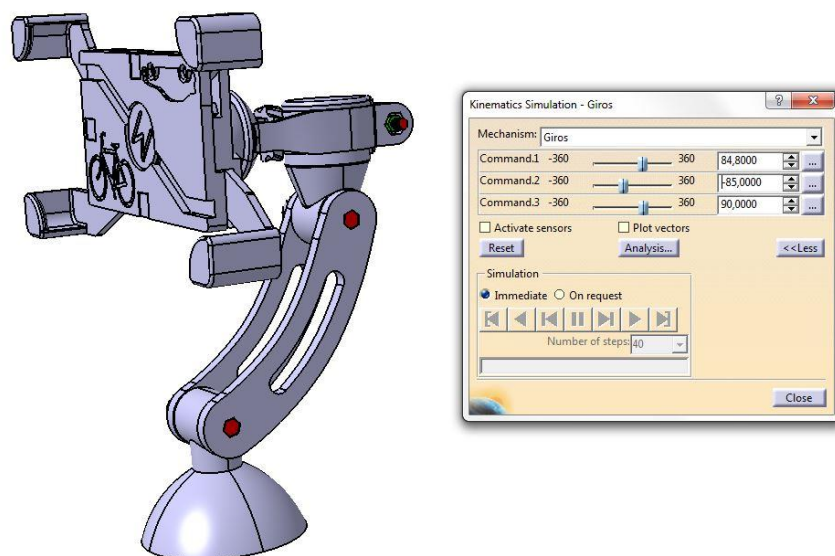 Kinematics Simulation - Giros
Mechanism: Giros
Command.1 -360 360 84,8000 ...
Command.2 -360 360 -85,0000 ...
Command.3 -360 360 90,0000 ...
Activate sensors Plot vectors
Reset Analysis... <<Less
Simulation
Immediate On request
Number of steps: 40
Close